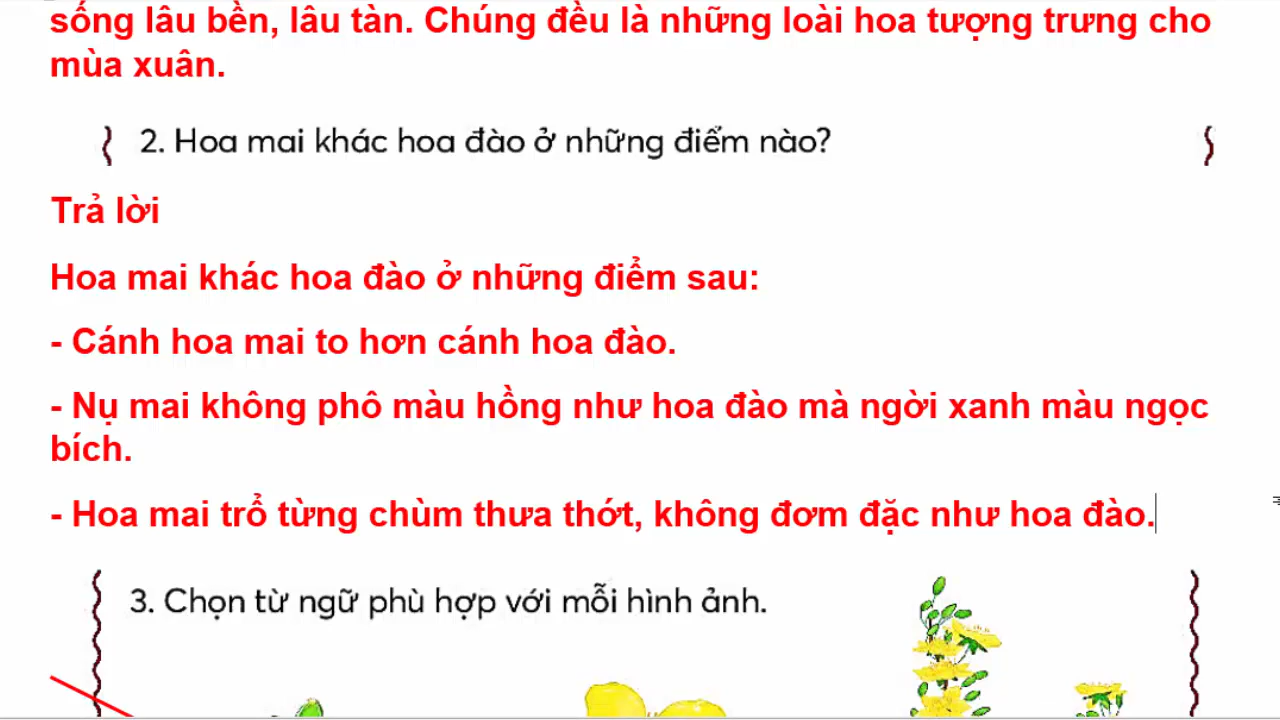 sống lâu bền, lâu tàn. Chúng đều là những loài hoa tượng trưng cho
mùa xuân.
2. Hoa mai khác hoa đào ở những điểm nào?
Trả lời
Hoa mai khác hoa đào ở những điểm sau:
- Cánh hoa mai to hơn cánh hoa đào.
- Nụ mai không phô màu hồng như hoa đào mà ngời xanh màu ngọc
bích.
- Hoa mai trổ từng chùm thưa thớt, không đơm đặc như hoa đào.
3. Chọn từ ngữ phù hợp với mỗi hình ảnh.